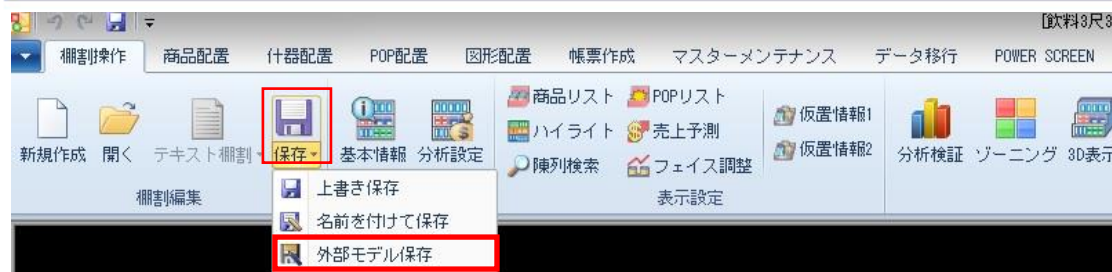 [飲料3尺3
棚割操作 商品配置 什器配置 POP配置 図形配置 帳票作成 マスターメンテナンス データ移行 POWER SCREEN
商品リスト POPリスト
ハイライト 売上予測 仮置情報1
陳列検索 フェイス調整 仮置情報2
新規作成 開く テキスト棚割 保存 基本情報 分析設定 分析検証 ゾーニング 3D表示
棚割編集 表示設定
上書き保存
名前を付けて保存
外部モデル保存